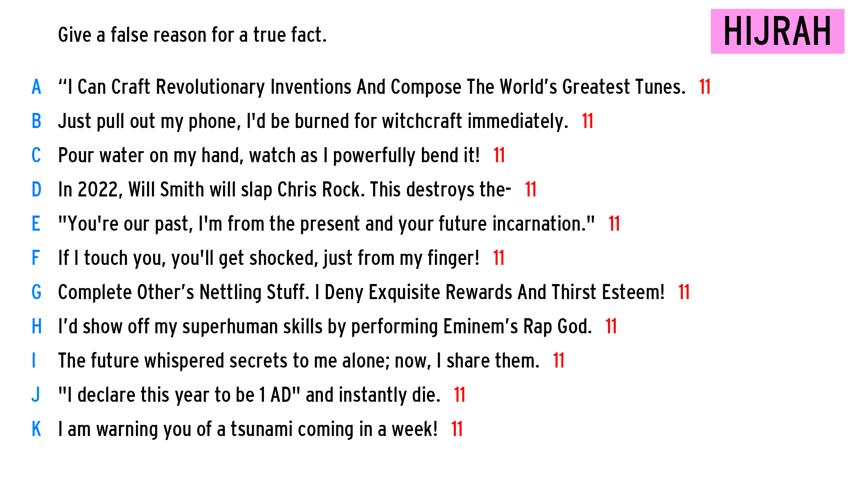 Give a false reason for a true fact.
HIJRAH
A “I Can Craft Revolutionary Inventions And Compose The World’s Greatest Tunes. 11
B Just pull out my phone, I'd be burned for witchcraft immediately. 11
C Pour water on my hand, watch as I powerfully bend it! 11
D In 2022, Will Smith will slap Chris Rock. This destroys the- 11
E "You're our past, I'm from the present and your future incarnation." 11
F If I touch you, you'll get shocked, just from my finger! 11
G Complete Other’s Nettling Stuff. I Deny Exquisite Rewards And Thirst Esteem! 11
H I’d show off my superhuman skills by performing Eminem’s Rap God. 11
I The future whispered secrets to me alone; now, I share them. 11
J "I declare this year to be 1 AD" and instantly die. 11
K I am warning you of a tsunami coming in a week! 11